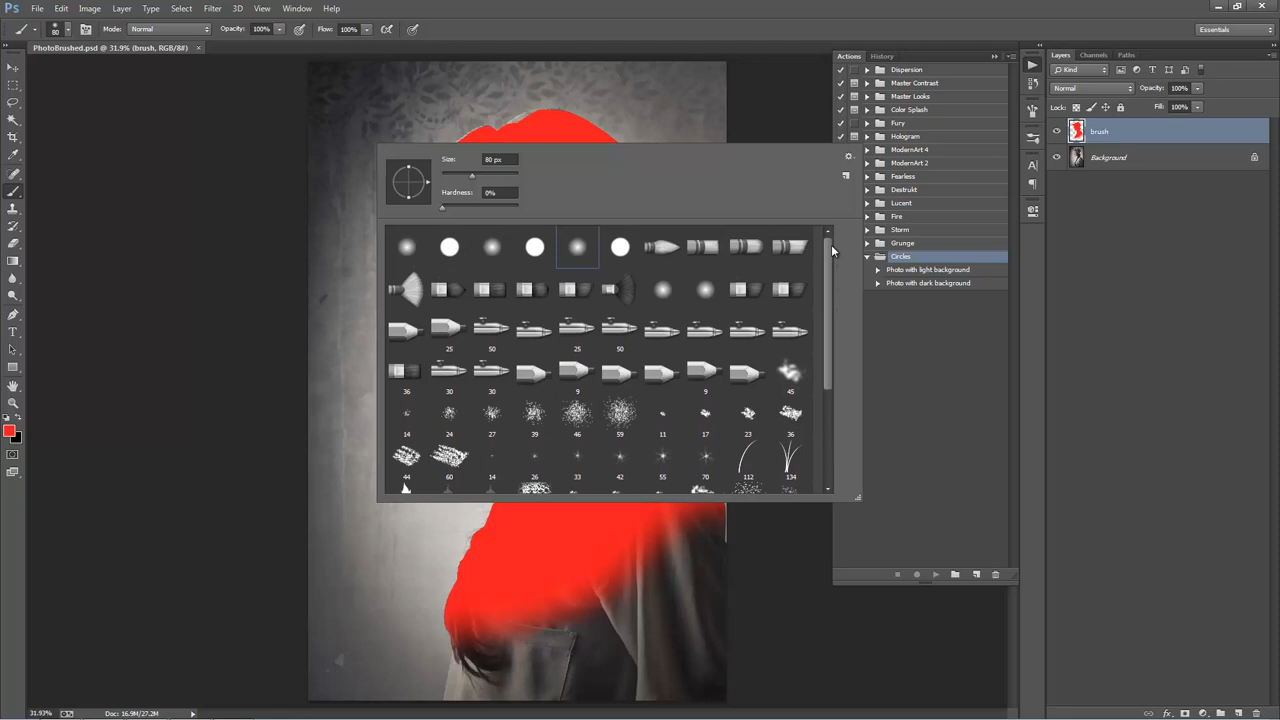 Ps File Edit Image Layer Type Select Filter 3D View Window Help
80 Mode: Normal Opacity: 100% Flow: 100% Essentials
PhotoBrushed.psd @ 31.9% (brush, RGB/8#) ×
Actions History
Layers Channels Paths
Kind
Normal Opacity: 100%
Lock: Fill: 100%
brush
Background
Dispersion
Master Contrast
Master Looks
Color Splash
Fury
Hologram
ModernArt 4
ModernArt 2
Fearless
Destrukt
Lucent
Fire
Storm
Grunge
Circles
Photo with light background
Photo with dark background
Size: 80 px
Hardness: 0%
25 50 25 50
36 30 30 9 9 45
14 24 27 39 46 59 11 17 23 36
44 60 14 26 33 42 55 70 112 134
31.93% Doc: 16.9M/27.2M